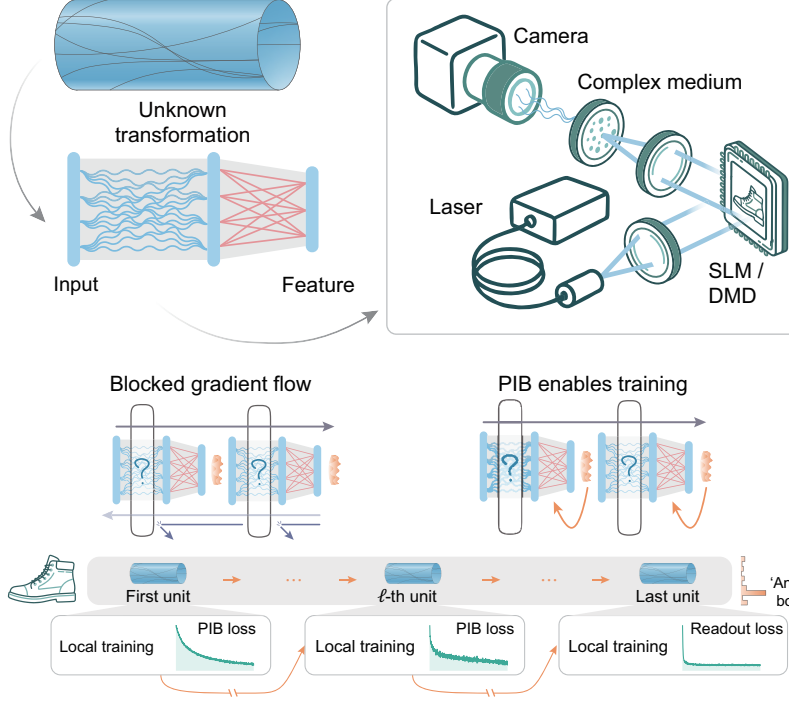 Unknown
transformation
Input
Feature
Camera
Complex medium
Laser
SLM /
DMD
Blocked gradient flow
PIB enables training
?
?
?
?
First unit
...
ℓ-th unit
...
Last unit
Local training
PIB loss
Local training
PIB loss
Local training
Readout loss